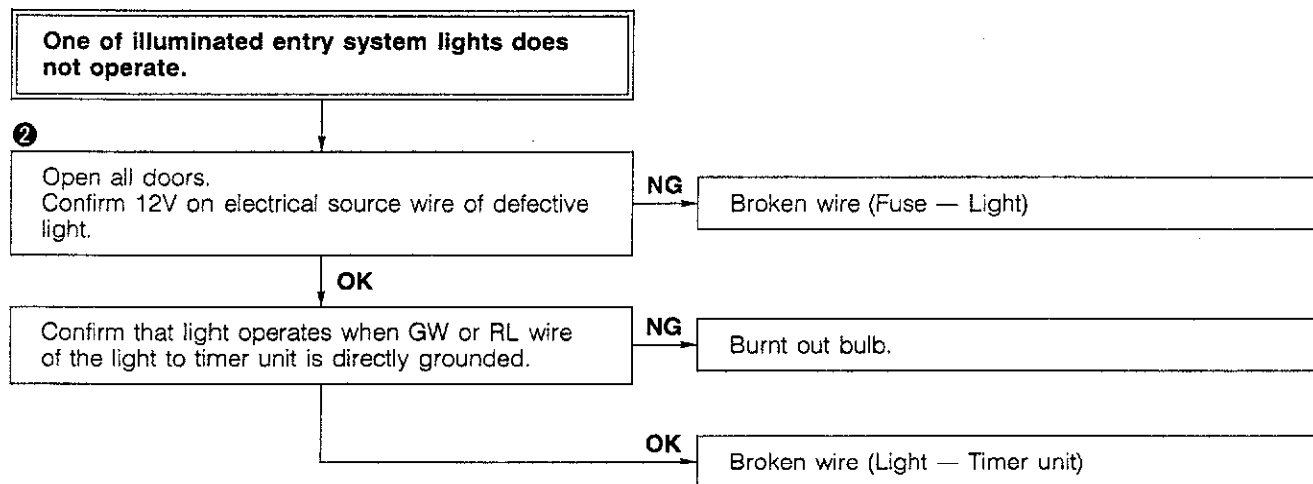 One of illuminated entry system lights does
not operate.
❷
Open all doors.
Confirm 12V on electrical source wire of defective
light.
NG
Broken wire (Fuse — Light)
OK
Confirm that light operates when GW or RL wire
of the light to timer unit is directly grounded.
NG
Burnt out bulb.
OK
Broken wire (Light — Timer unit)